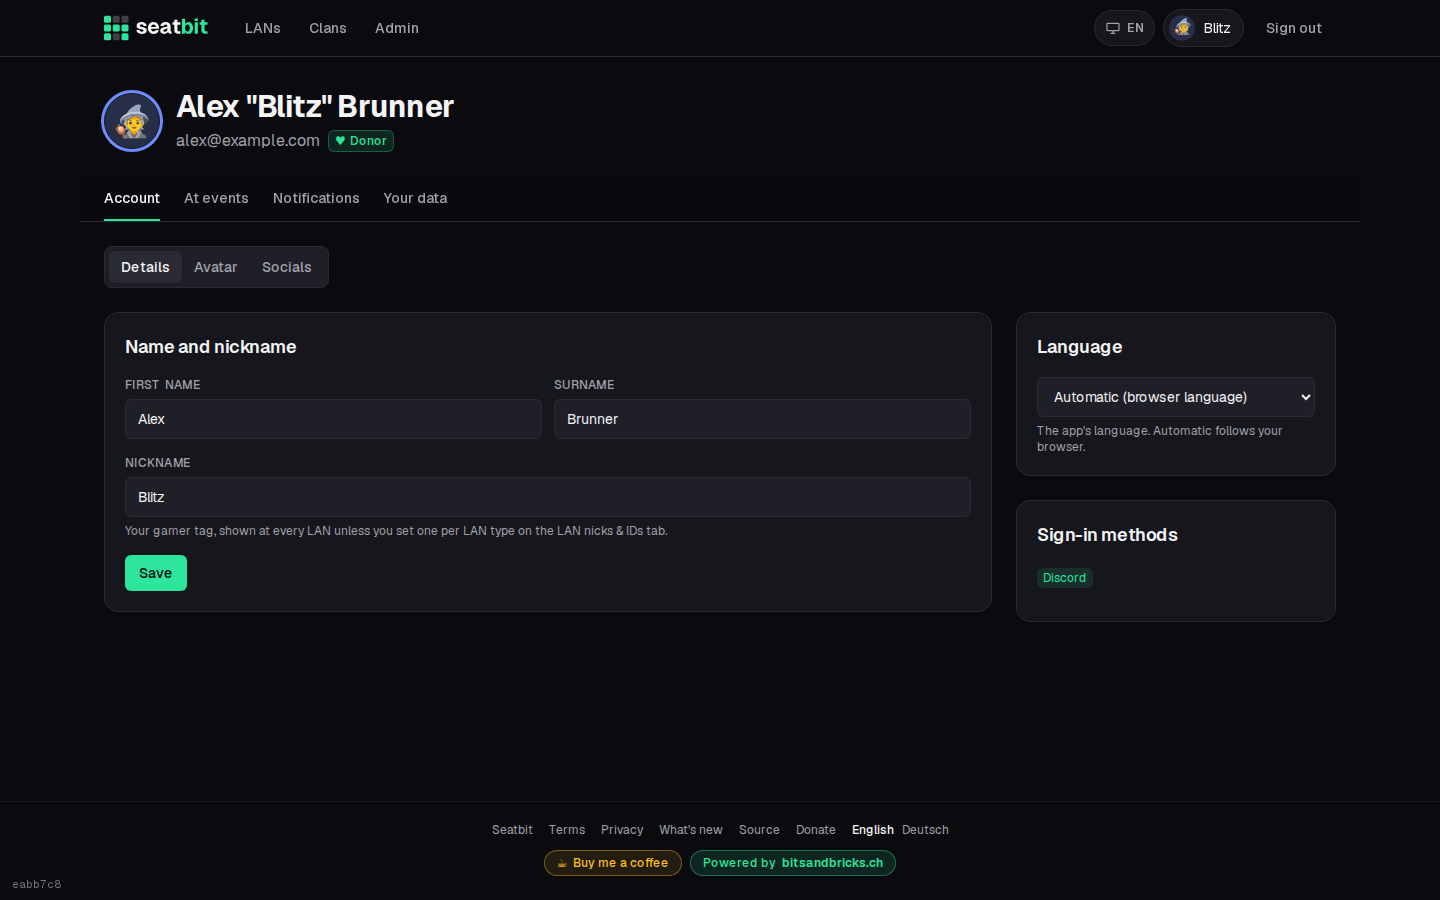 seatbit LANs Clans Admin EN Blitz Sign out
Alex "Blitz" Brunner
alex@example.com ♥ Donor
Account At events Notifications Your data
Details Avatar Socials
Name and nickname
FIRST NAME SURNAME
Alex Brunner
NICKNAME
Blitz
Your gamer tag, shown at every LAN unless you set one per LAN type on the LAN nicks & IDs tab.
Save
Language
Automatic (browser language)
The app's language. Automatic follows your
browser.
Sign-in methods
Discord
Seatbit Terms Privacy What's new Source Donate English Deutsch
☕ Buy me a coffee Powered by bitsandbricks.ch
eabb7c8